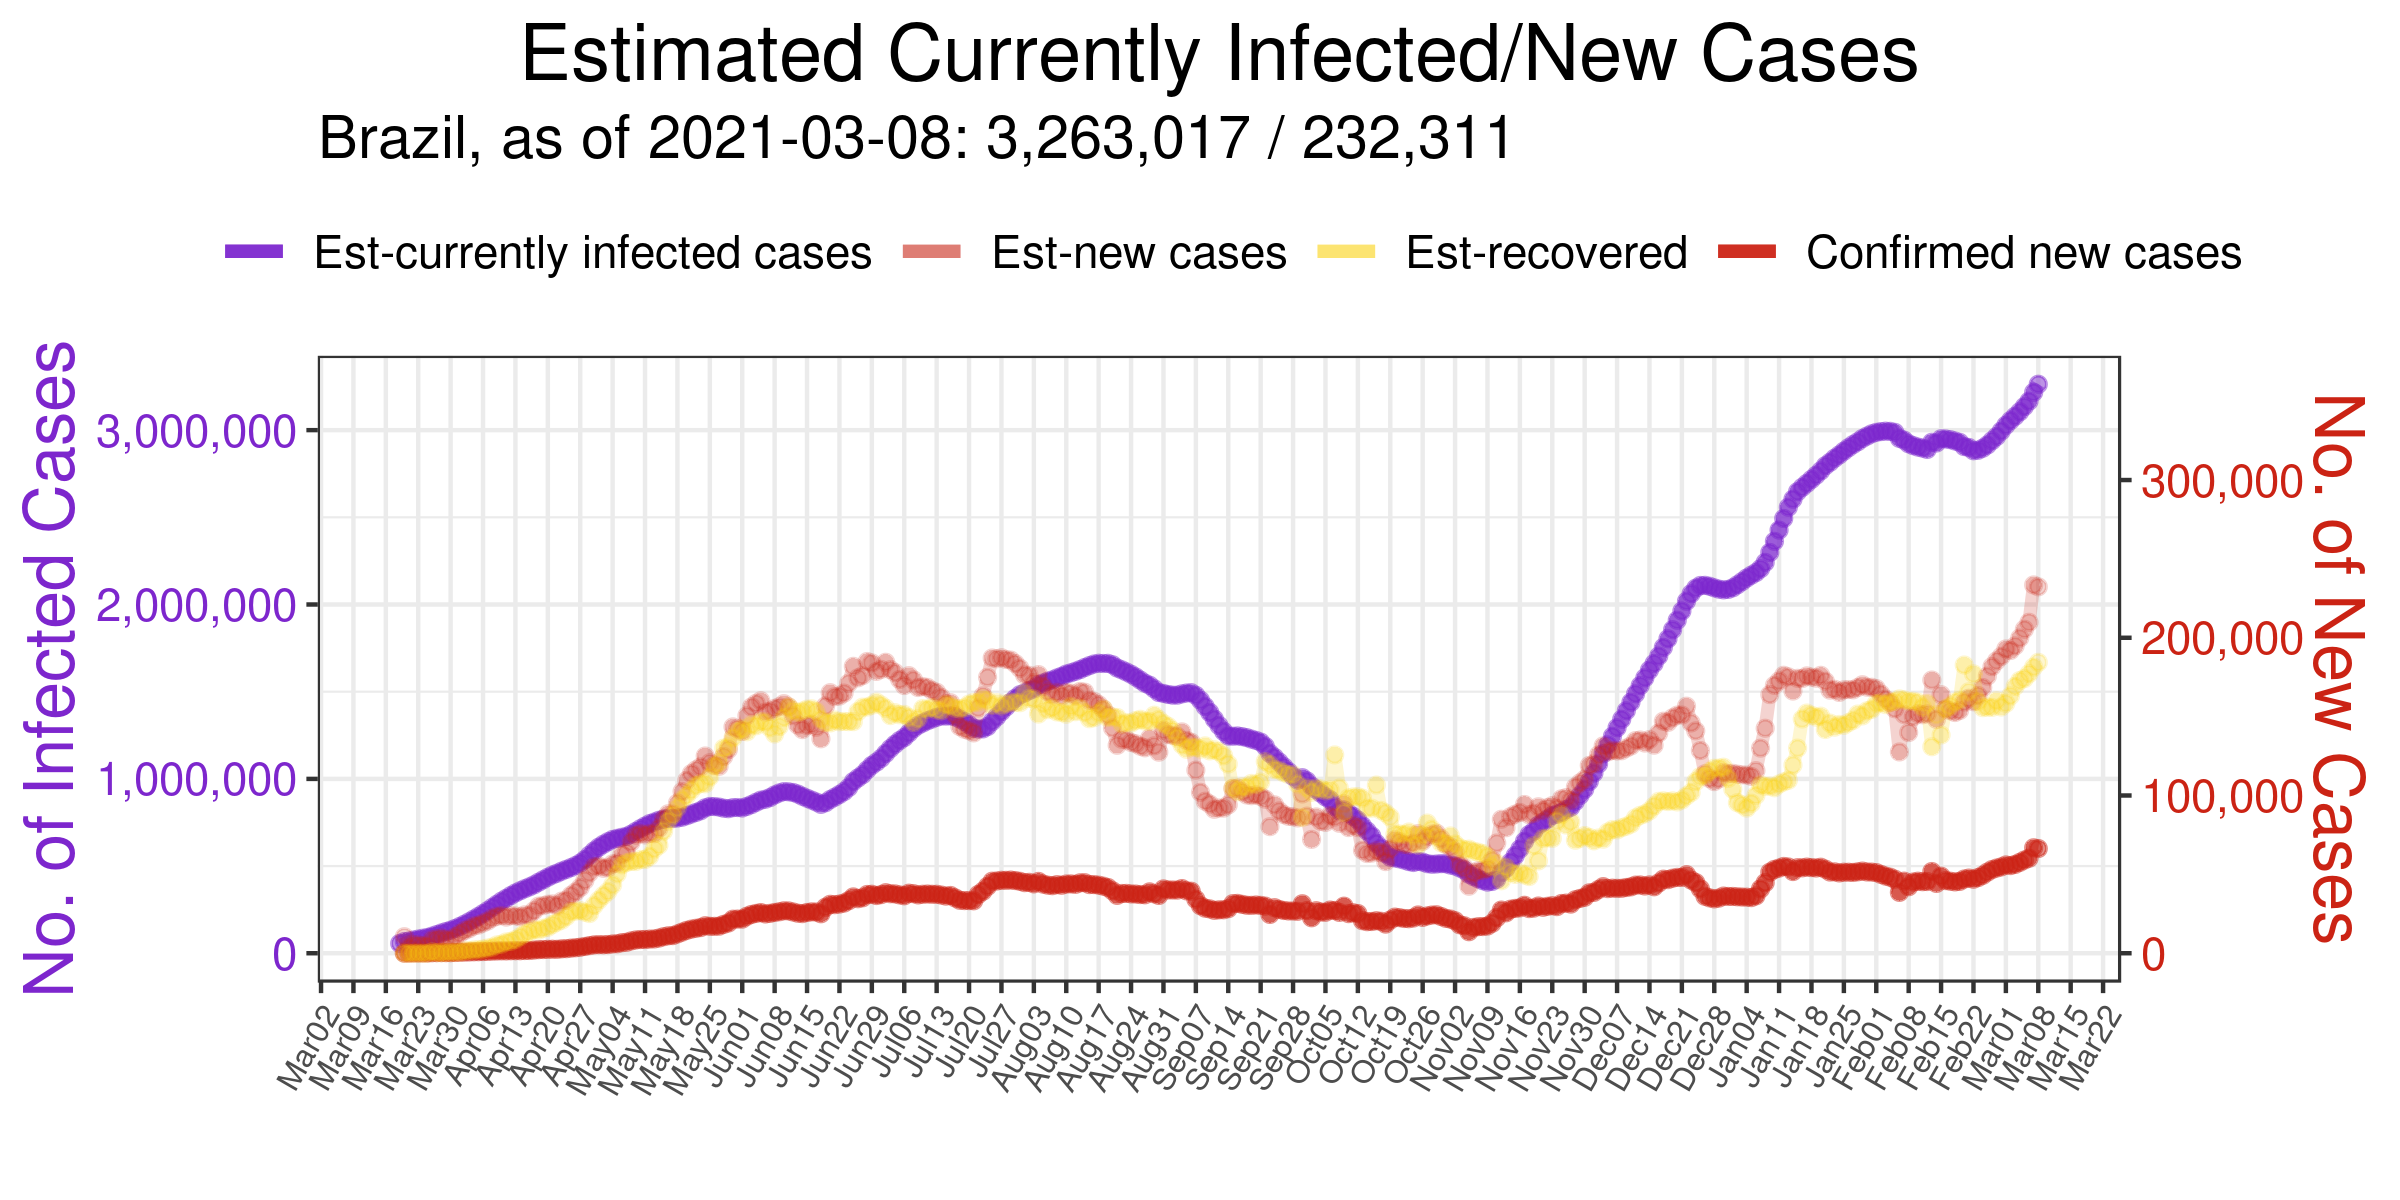 Estimated Currently Infected/New Cases
Brazil, as of 2021-03-08: 3,263,017 / 232,311
Est-currently infected cases Est-new cases Est-recovered Confirmed new cases
No. of Infected Cases
3,000,000
2,000,000
1,000,000
0
300,000
200,000
100,000
0
No. of New Cases
Mar02 Mar09 Mar16 Mar23 Mar30 Apr06 Apr13 Apr20 Apr27 May04 May11 May18 May25 Jun01 Jun08 Jun15 Jun22 Jun29 Jul06 Jul13 Jul20 Jul27 Aug03 Aug10 Aug17 Aug24 Aug31 Sep07 Sep14 Sep21 Sep28 Oct05 Oct12 Oct19 Oct26 Nov02 Nov09 Nov16 Nov23 Nov30 Dec07 Dec14 Dec21 Dec28 Jan04 Jan11 Jan18 Jan25 Feb01 Feb08 Feb15 Feb22 Mar01 Mar08 Mar15 Mar22